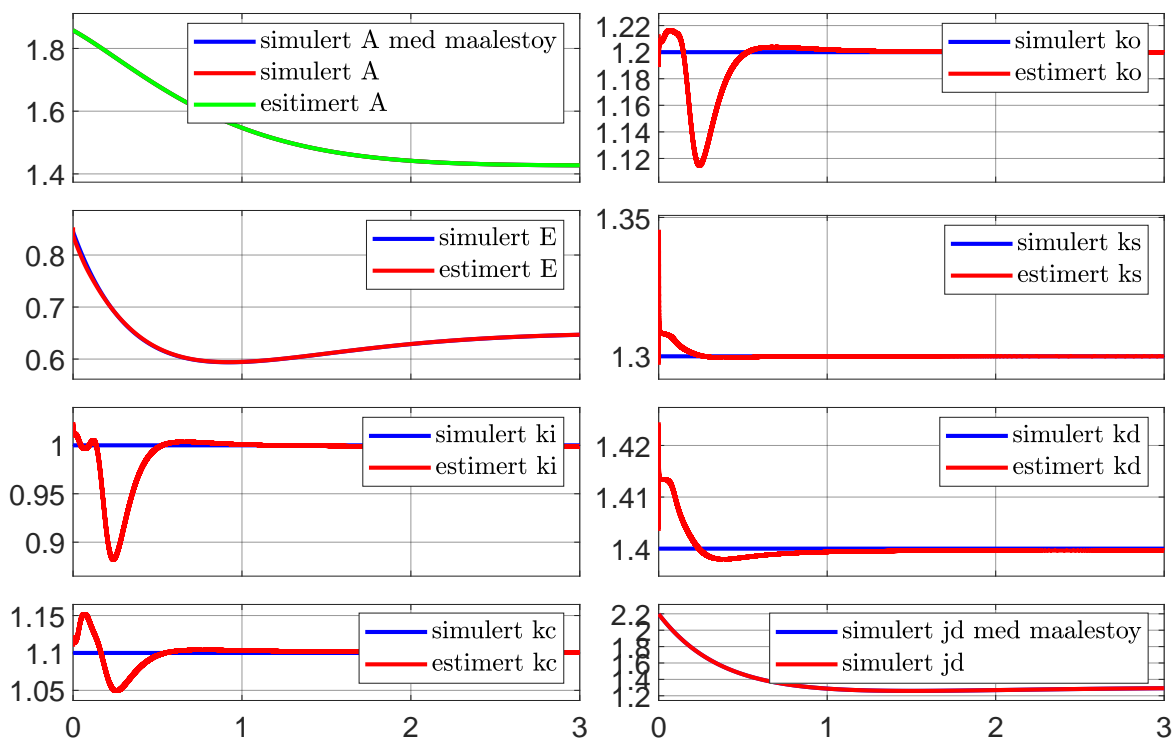 1.8
1.6
1.4
simulert A med maalestoy
simulert A
esitimert A
1.22
1.2
1.18
1.16
1.14
1.12
simulert ko
estimert ko
0.8
0.7
0.6
simulert E
estimert E
1.35
1.3
simulert ks
estimert ks
1
0.95
0.9
simulert ki
estimert ki
1.42
1.41
1.4
simulert kd
estimert kd
1.15
1.1
1.05
simulert kc
estimert kc
0 1 2 3
2.2
2
1.8
1.6
1.4
1.2
simulert jd med maalestoy
simulert jd
0 1 2 3